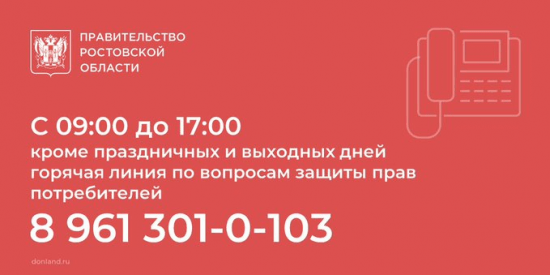 ПРАВИТЕЛЬСТВО
РОСТОВСКОЙ
ОБЛАСТИ
С 09:00 до 17:00
кроме праздничных и выходных дней
горячая линия по вопросам защиты прав
потребителей
8 961 301-0-103
donland.ru